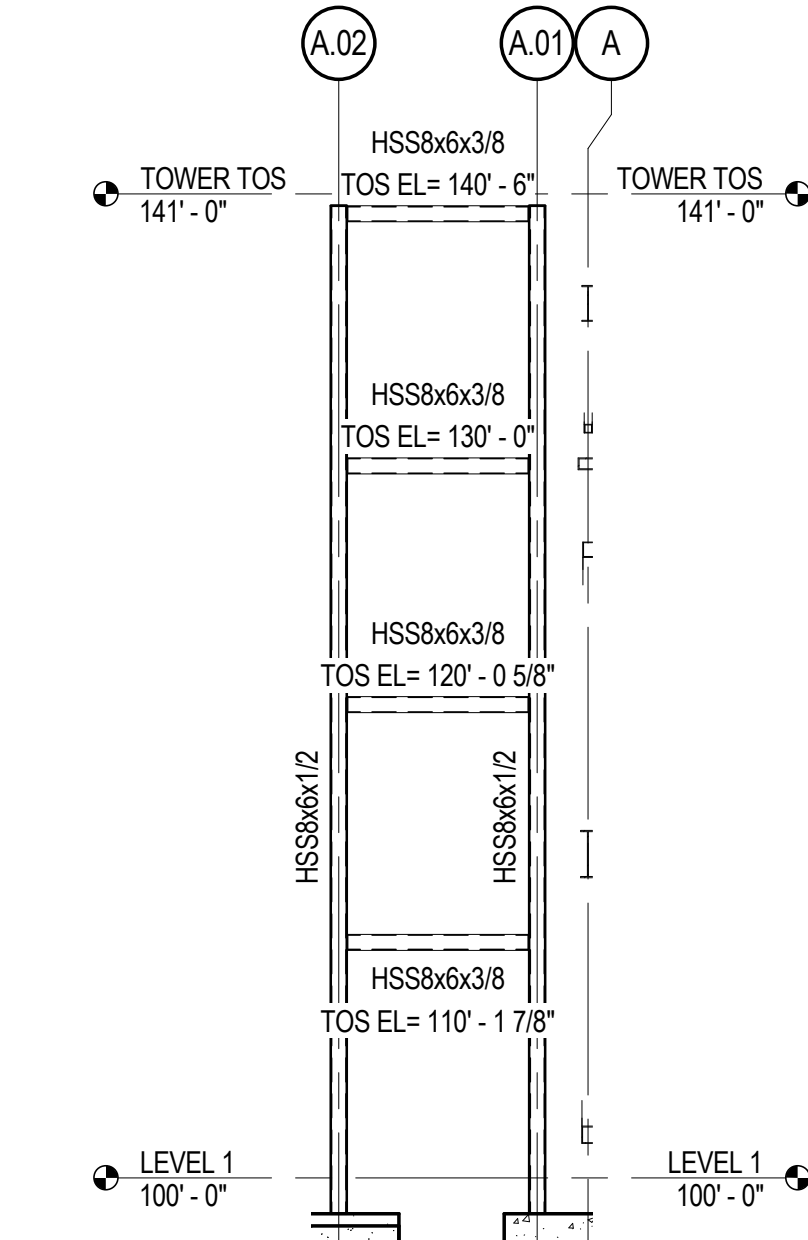 A.02
A.01
A
HSS8x6x3/8
TOWER TOS
TOS EL= 140' - 6"
TOWER TOS
141' - 0"
141' - 0"
HSS8x6x3/8
TOS EL= 130' - 0"
HSS8x6x3/8
TOS EL= 120' - 0 5/8"
HSS8x6x1/2
HSS8x6x1/2
HSS8x6x3/8
TOS EL= 110' - 1 7/8"
LEVEL 1
100' - 0"
LEVEL 1
100' - 0"